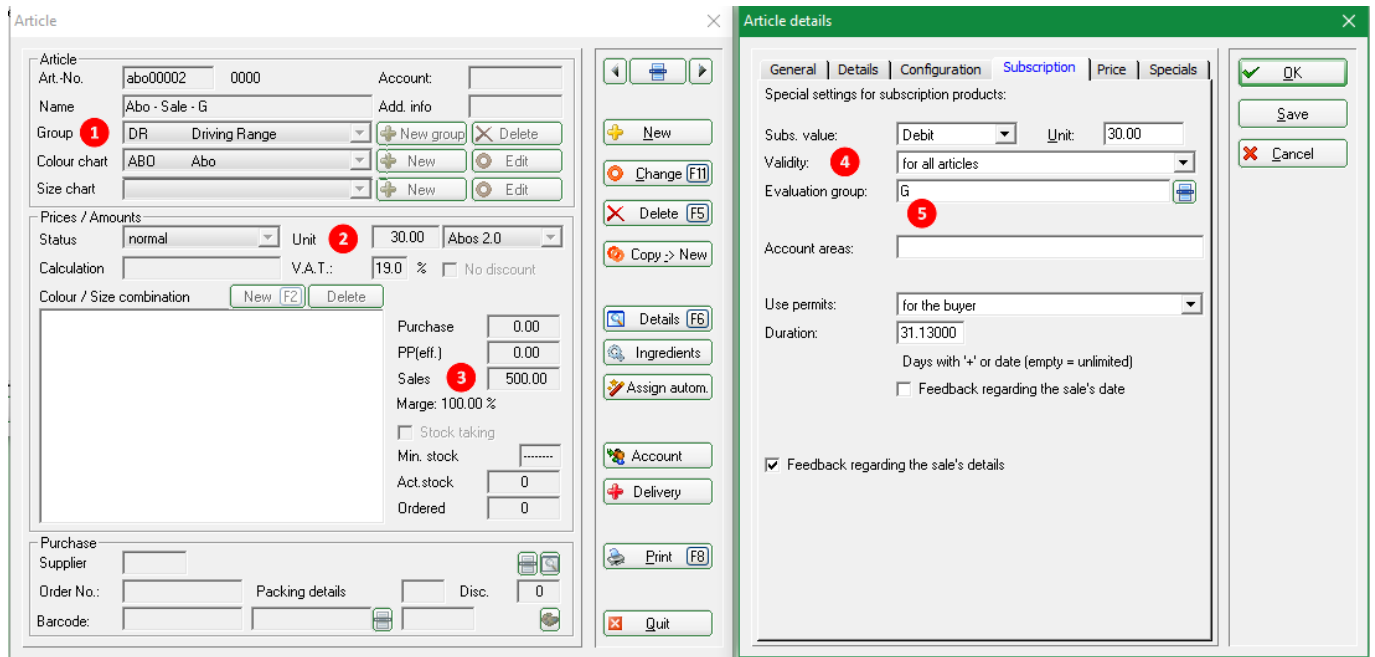 Article
Article
Art.-No. abo00002 0000 Account:
Name Abo - Sale - G Add. info
Group 1 DR Driving Range New group Delete
Colour chart ABO Abo New Edit
Size chart New Edit
Prices / Amounts
Status normal Unit 2 30.00 Abos 2.0
Calculation V.A.T.: 19.0 % No discount
Colour / Size combination New F2 Delete
Purchase 0.00
PP(eff.) 0.00
Sales 3 500.00
Marge: 100.00 %
Stock taking
Min. stock --------
Act.stock 0
Ordered 0
Purchase
Supplier
Order No.: Packing details Disc. 0
Barcode:
New
Change F11
Delete F5
Copy -> New
Details F6
Ingredients
Assign autom.
Account
Delivery
Print F8
Quit
Article details
General Details Configuration Subscription Price Specials
Special settings for subscription products:
Subs. value: Debit Unit: 30.00
Validity: 4 for all articles
Evaluation group: G
5
Account areas:
Use permits: for the buyer
Duration: 31.13000
Days with '+' or date (empty = unlimited)
Feedback regarding the sale's date
Feedback regarding the sale's details
OK
Save
Cancel